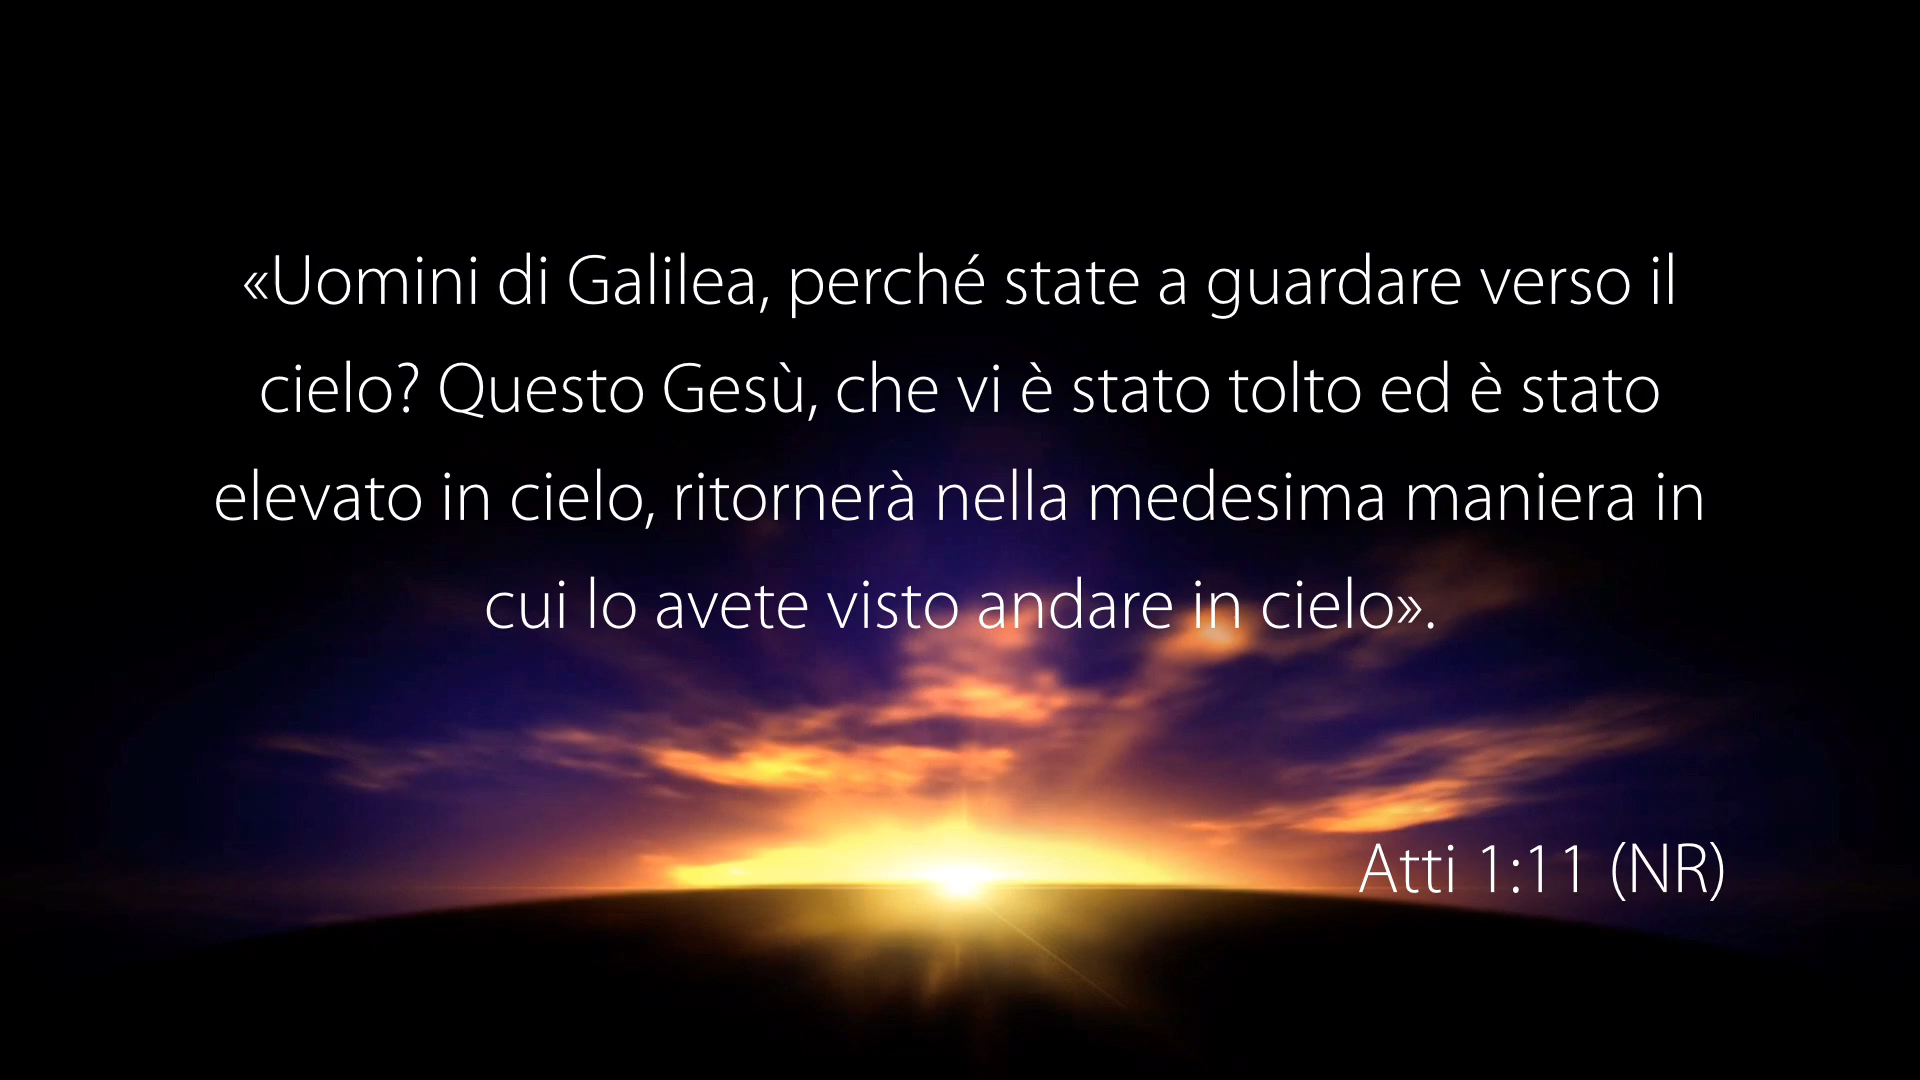 «Uomini di Galilea, perché state a guardare verso il
cielo? Questo Gesù, che vi è stato tolto ed è stato
elevato in cielo, ritornerà nella medesima maniera in
cui lo avete visto andare in cielo».
Atti 1:11 (NR)